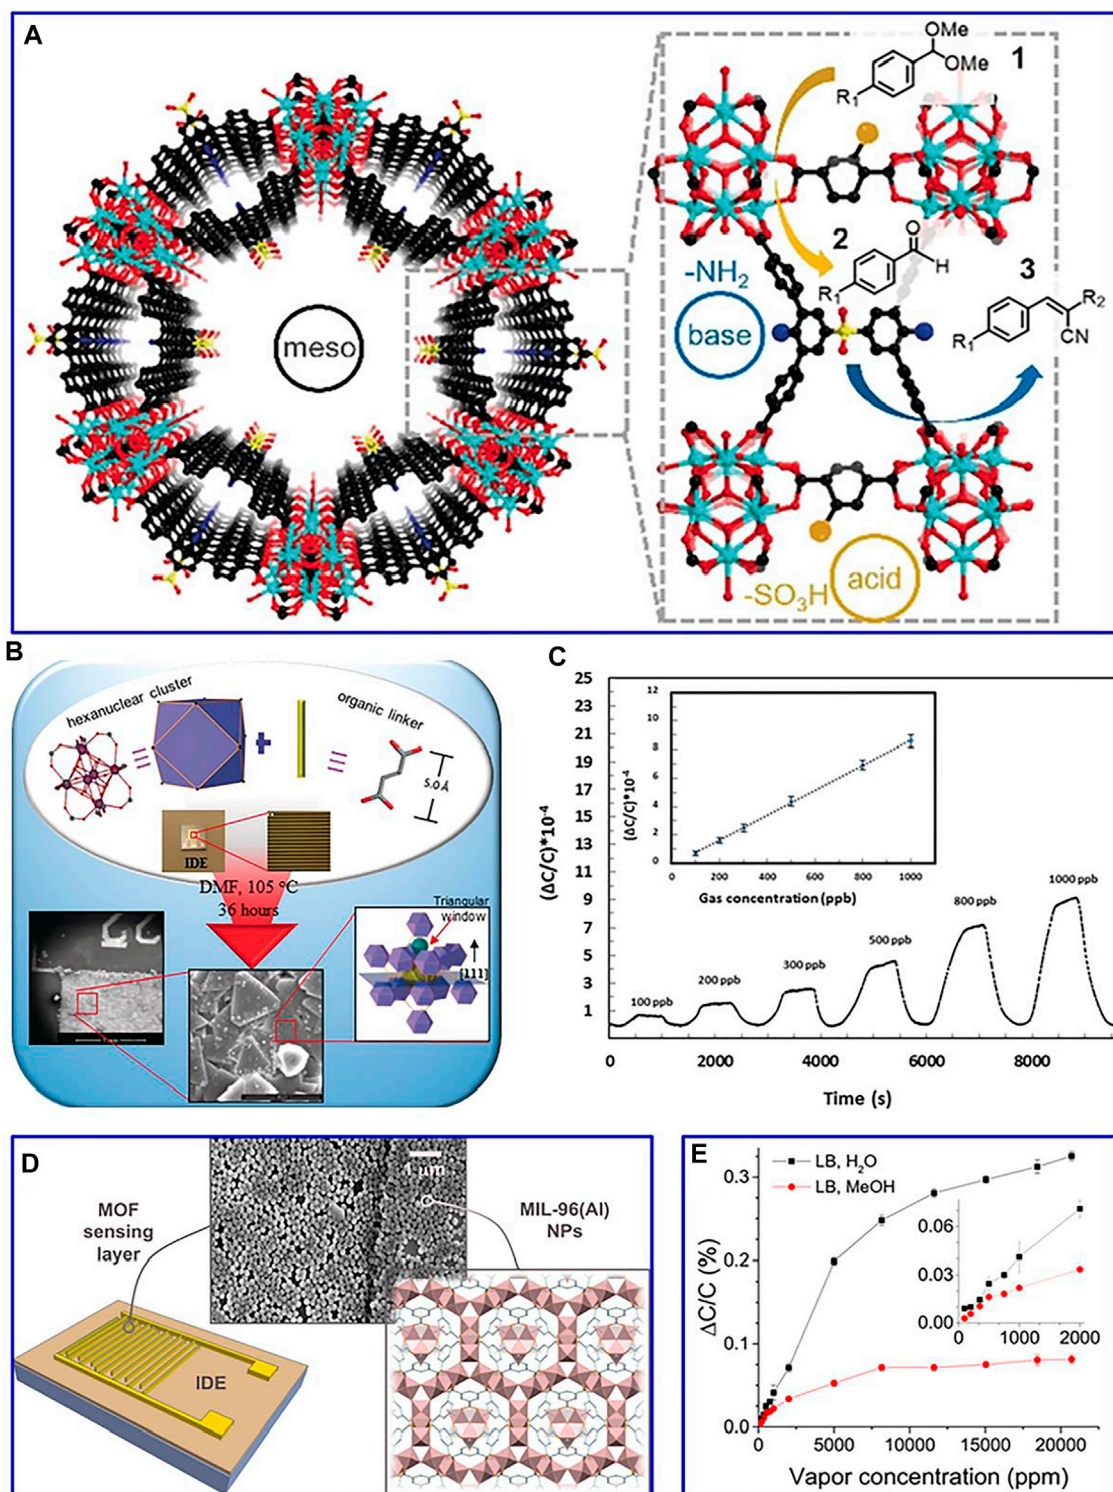 A
OMe
OMe
1
R₁
2
O
H
R₁
3
R₂
CN
R₁
-NH₂
base
meso
-SO₃H
acid
B
hexanuclear cluster
organic linker
5.0 Å
IDE
DMF, 105 °C
36 hours
Triangular
window
[111]
C
(ΔC/C)*10⁻⁴
25
23
21
19
17
15
13
11
9
7
5
3
1
0
2000
4000
6000
8000
Time (s)
(ΔC/C)*10⁻⁴
12
10
8
6
4
2
0
0
200
400
600
800
1000
Gas concentration (ppb)
100 ppb
200 ppb
300 ppb
500 ppb
800 ppb
1000 ppb
D
MOF
sensing
layer
1 µm
MIL-96(Al)
NPs
IDE
E
LB, H₂O
LB, MeOH
ΔC/C (%)
0.3
0.2
0.1
0.0
0
5000
10000
15000
20000
Vapor concentration (ppm)
0.06
0.03
0.00
0
1000
2000